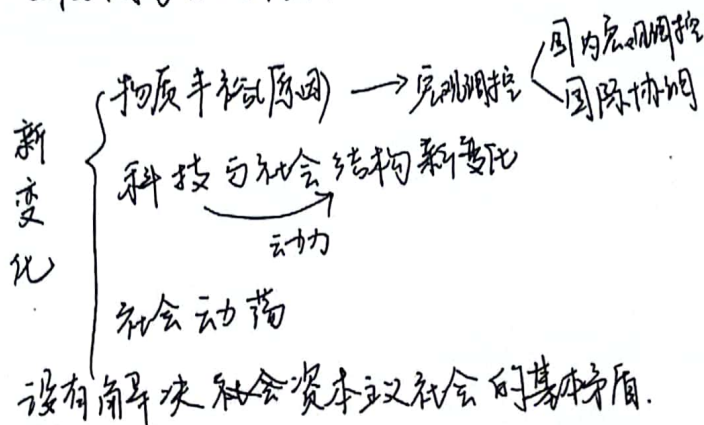 新变化
物质丰裕(原因) → 宏观调控
国内宏观调控
国际协调
科技与社会结构新变化
动力
社会动荡
没有解决社会资本主义社会的基本矛盾.